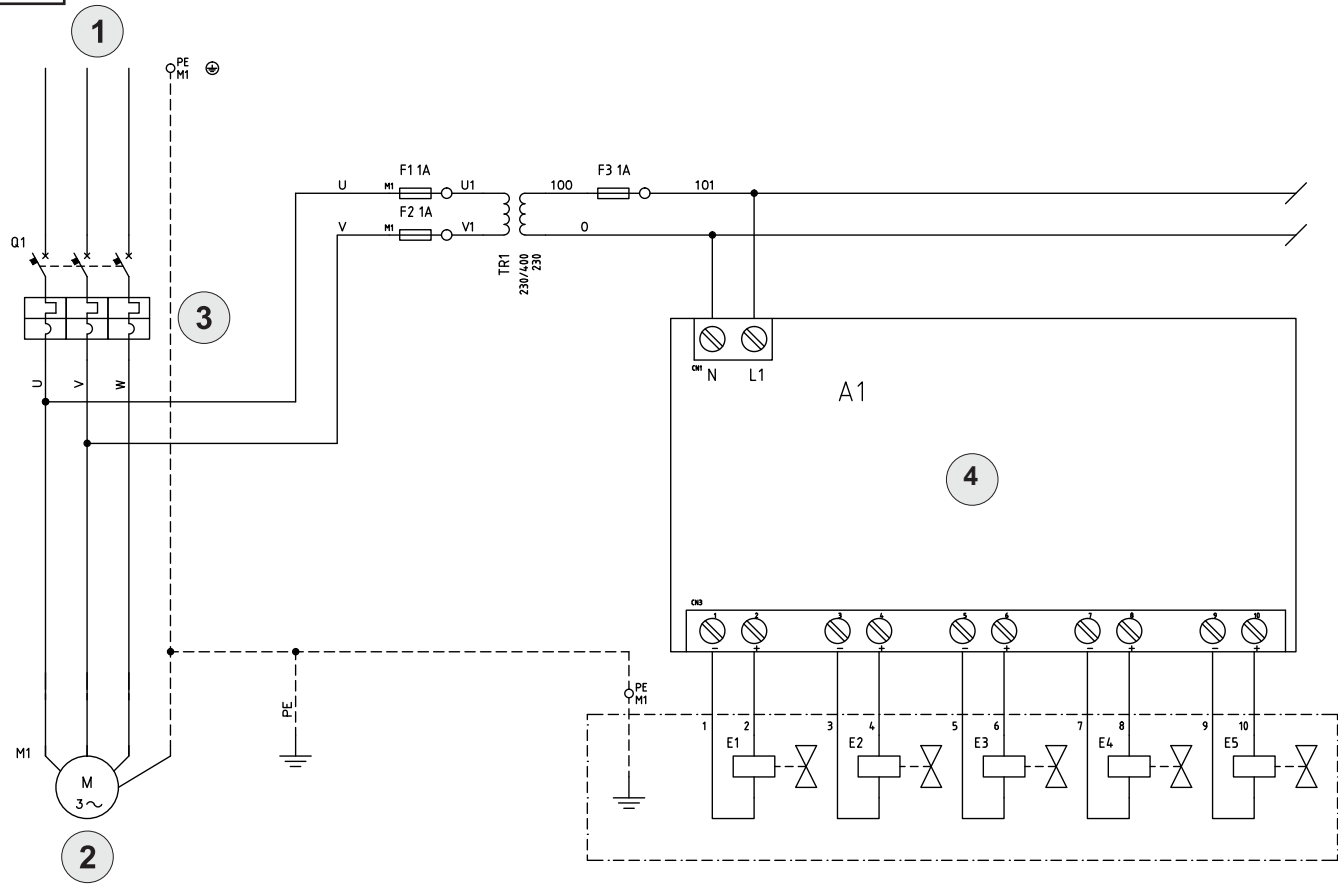 1
PE
M1
F1 1A
F3 1A
U
M1
U1
100
101
F2 1A
V
M1
V1
0
Q1
TR1
230/400
230
3
CN1
N
L1
U
V
W
A1
4
CN3
1 2 3 4 5 6 7 8 9 10
- + - + - + - + - +
PE
M1
PE
1 2 3 4 5 6 7 8 9 10
E1 E2 E3 E4 E5
M1
M
3~
2